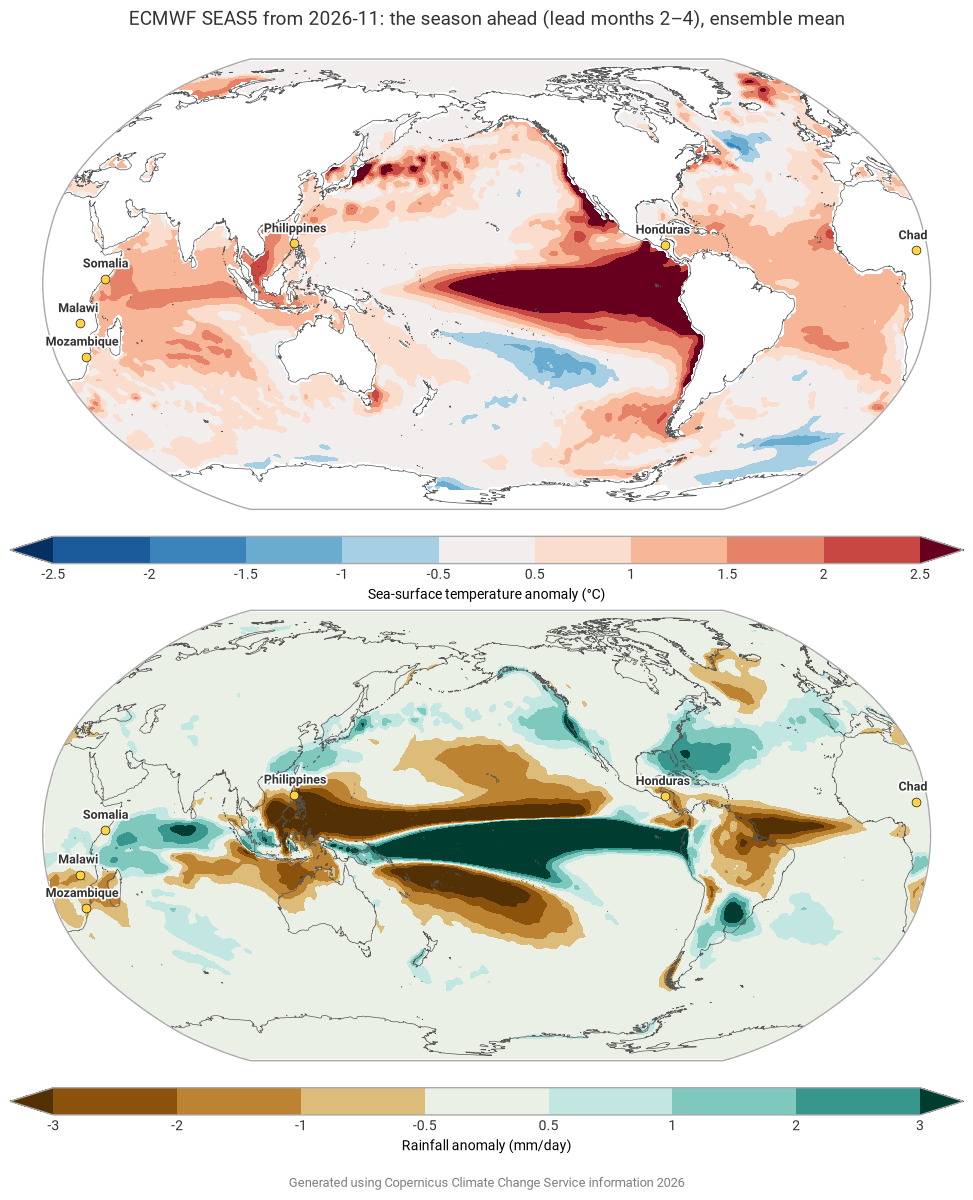 ECMWF SEAS5 from 2026-11: the season ahead (lead months 2−4), ensemble mean
Philippines
Honduras
Chad
Somalia
Malawi
Mozambique
-2.5 -2 -1.5 -1 -0.5 0.5 1 1.5 2 2.5
Sea-surface temperature anomaly (°C)
Philippines
Honduras
Chad
Somalia
Malawi
Mozambique
-3 -2 -1 -0.5 0.5 1 2 3
Rainfall anomaly (mm/day)
Generated using Copernicus Climate Change Service information 2026